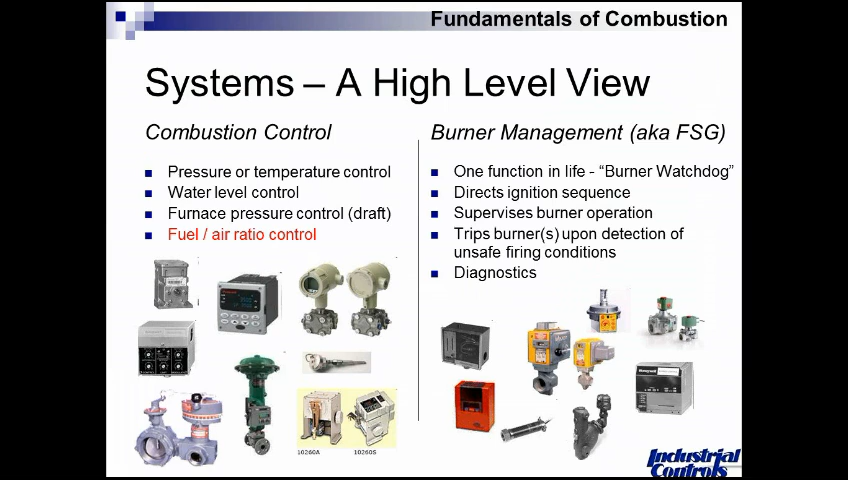 Fundamentals of Combustion
Systems – A High Level View
Combustion Control
Pressure or temperature control
Water level control
Furnace pressure control (draft)
Fuel / air ratio control
Burner Management (aka FSG)
One function in life - “Burner Watchdog”
Directs ignition sequence
Supervises burner operation
Trips burner(s) upon detection of
unsafe firing conditions
Diagnostics
10260A
10260S
Honeywell
Industrial
Controls